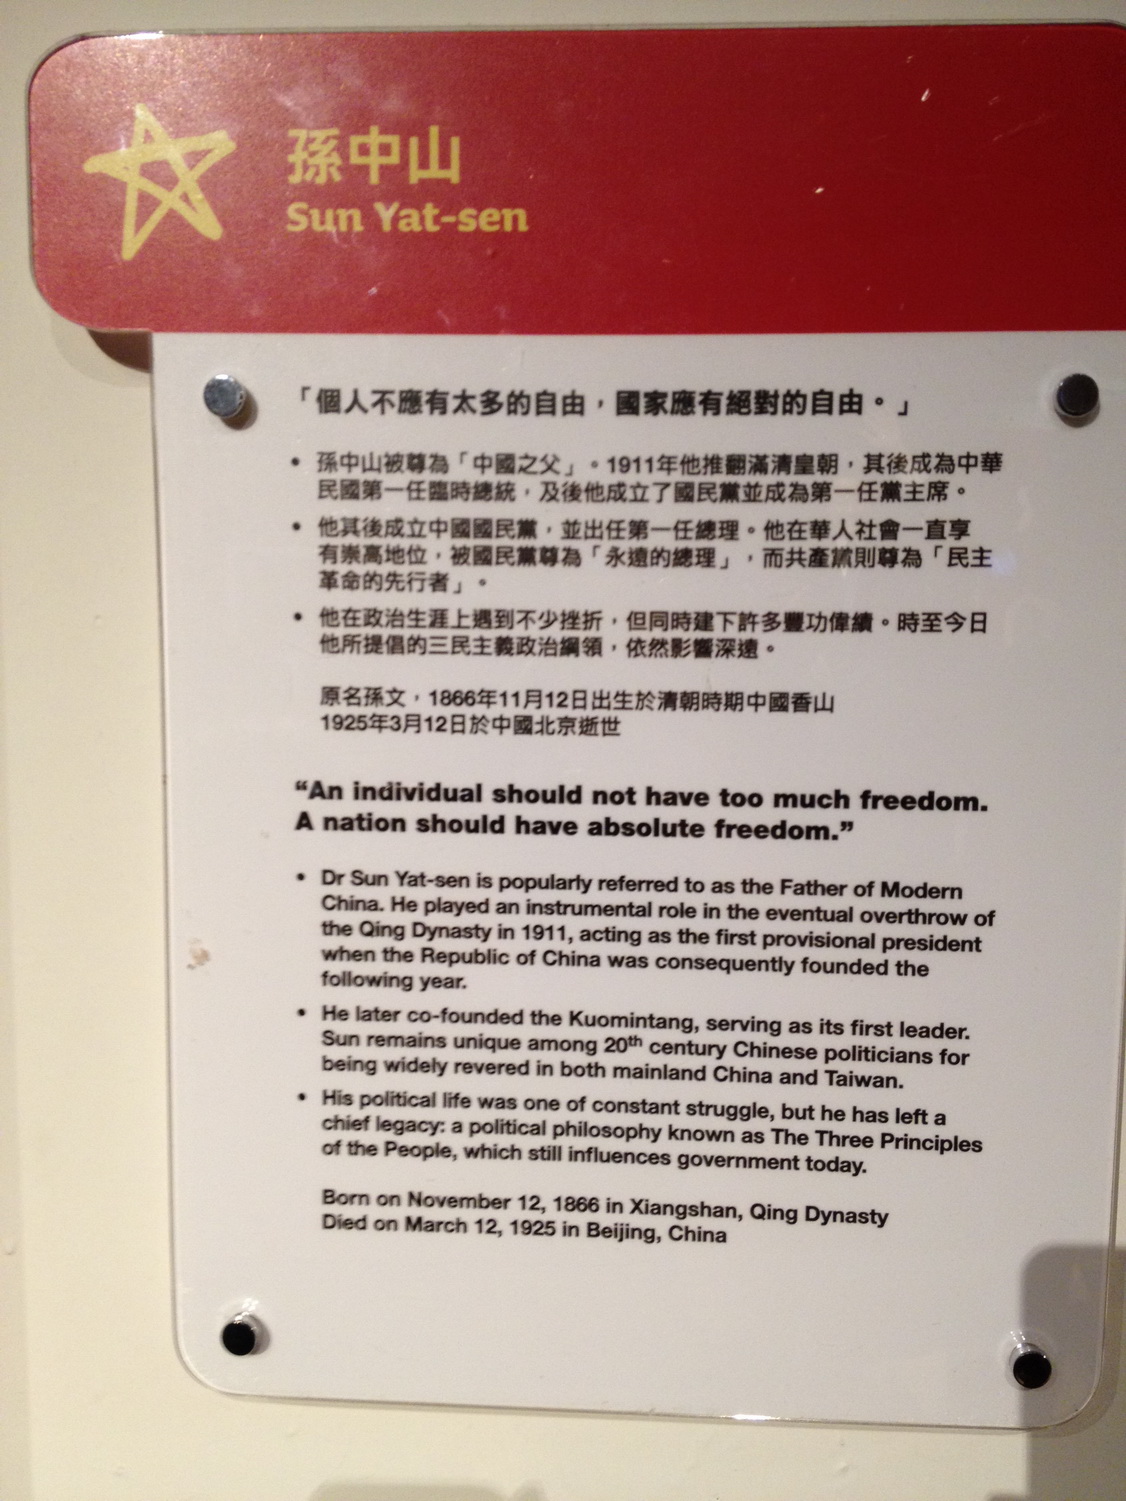 孫中山
Sun Yat-sen
「個人不應有太多的自由，國家應有絕對的自由。」
• 孫中山被尊為「中國之父」。1911年他推翻滿清皇朝，其後成為中華
民國第一任臨時總統，及後他成立了國民黨並成為第一任黨主席。
• 他其後成立中國國民黨，並出任第一任總理。他在華人社會一直享
有崇高地位，被國民黨尊為「永遠的總理」，而共產黨則尊為「民主
革命的先行者」。
• 他在政治生涯上遇到不少挫折，但同時建下許多豐功偉績。時至今日
他所提倡的三民主義政治綱領，依然影響深遠。
原名孫文，1866年11月12日出生於清朝時期中國香山
1925年3月12日於中國北京逝世
“An individual should not have too much freedom.
A nation should have absolute freedom.”
• Dr Sun Yat-sen is popularly referred to as the Father of Modern
China. He played an instrumental role in the eventual overthrow of
the Qing Dynasty in 1911, acting as the first provisional president
when the Republic of China was consequently founded the
following year.
• He later co-founded the Kuomintang, serving as its first leader.
Sun remains unique among 20th century Chinese politicians for
being widely revered in both mainland China and Taiwan.
• His political life was one of constant struggle, but he has left a
chief legacy: a political philosophy known as The Three Principles
of the People, which still influences government today.
Born on November 12, 1866 in Xiangshan, Qing Dynasty
Died on March 12, 1925 in Beijing, China